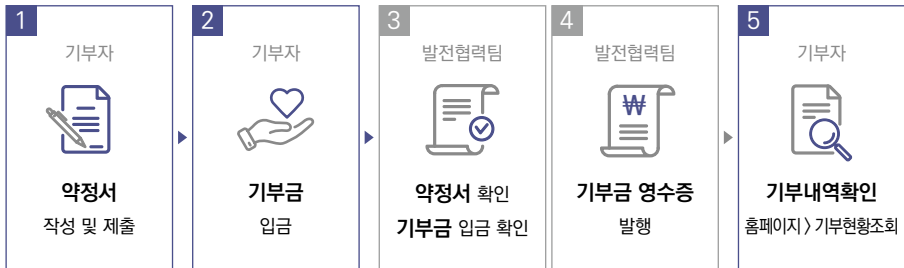 1
기부자
약정서
작성 및 제출
2
기부자
기부금
입금
3
발전협력팀
약정서 확인
기부금 입금 확인
4
발전협력팀
₩
기부금 영수증
발행
5
기부자
기부내역확인
홈페이지 〉 기부현황조회